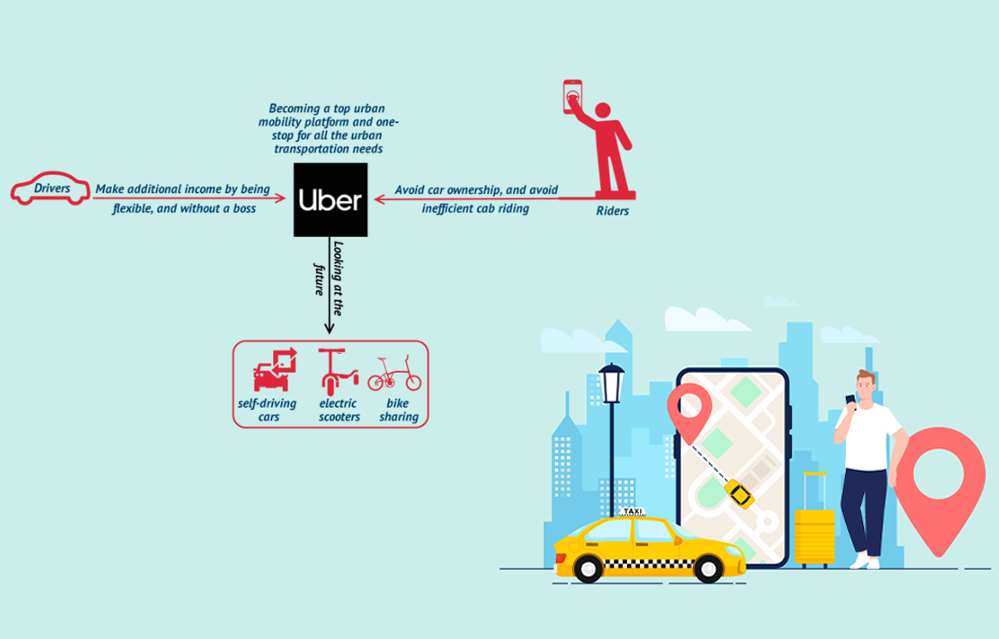 Becoming a top urban
mobility platform and one-
stop for all the urban
transportation needs
Drivers
Make additional income by being
flexible, and without a boss
Uber
Avoid car ownership, and avoid
inefficient cab riding
Riders
Looking at the
future
self-driving
cars
electric
scooters
bike
sharing
TAXI